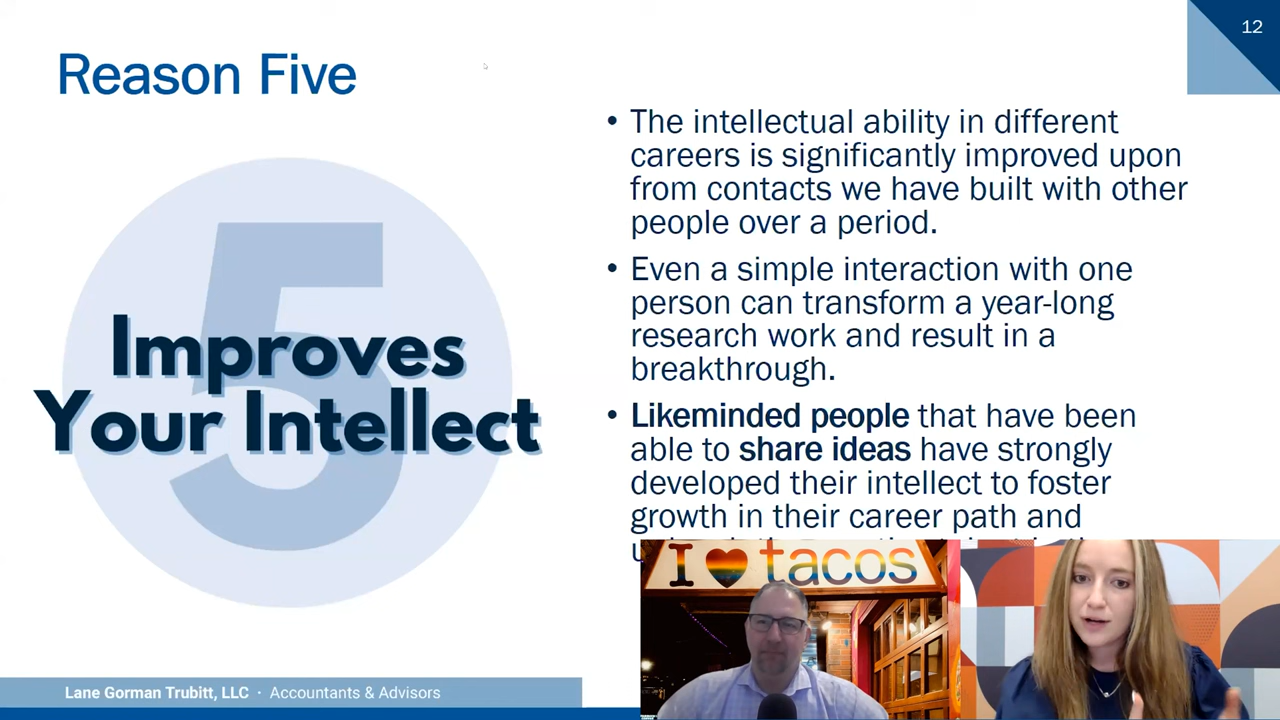 12
Reason Five
5
Improves
Your Intellect
• The intellectual ability in different
careers is significantly improved upon
from contacts we have built with other
people over a period.
• Even a simple interaction with one
person can transform a year-long
research work and result in a
breakthrough.
• Likeminded people that have been
able to share ideas have strongly
developed their intellect to foster
growth in their career path and
I ❤ tacos
Lane Gorman Trubitt, LLC · Accountants & Advisors